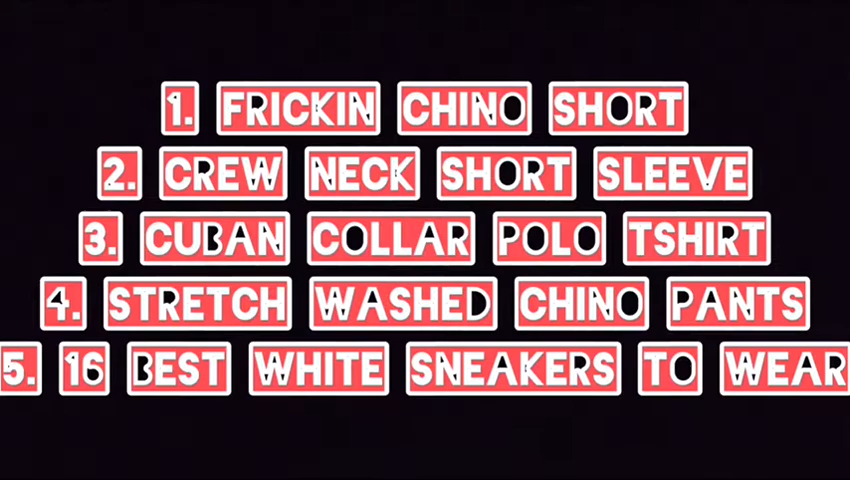 1. FRICKIN CHINO SHORT
2. CREW NECK SHORT SLEEVE
3. CUBAN COLLAR POLO TSHIRT
4. STRETCH WASHED CHINO PANTS
5. 16 BEST WHITE SNEAKERS TO WEAR